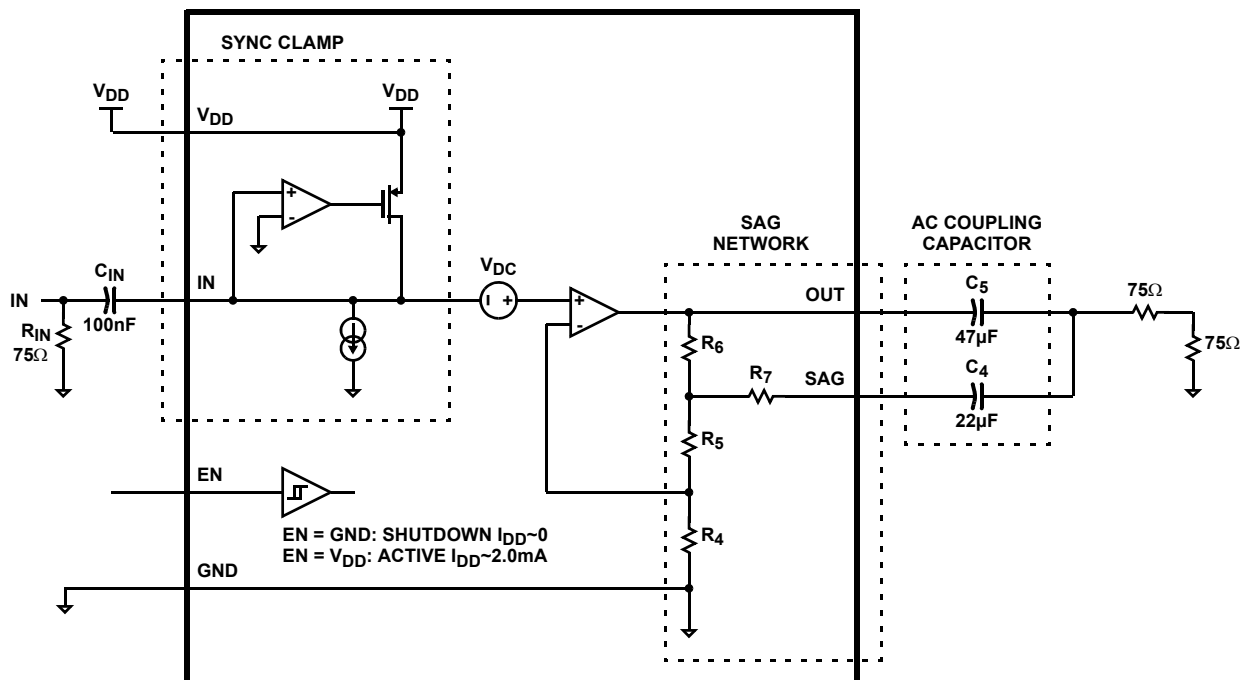 SYNC CLAMP
VDD
VDD
VDD
+
-
SAG
NETWORK
AC COUPLING
CAPACITOR
CIN
IN
VDC
OUT
C5
75Ω
IN
100nF
- +
+
-
47µF
RIN
75Ω
R6
75Ω
R7
SAG
C4
22µF
R5
EN
R4
EN = GND: SHUTDOWN IDD~0
EN = VDD: ACTIVE IDD~2.0mA
GND